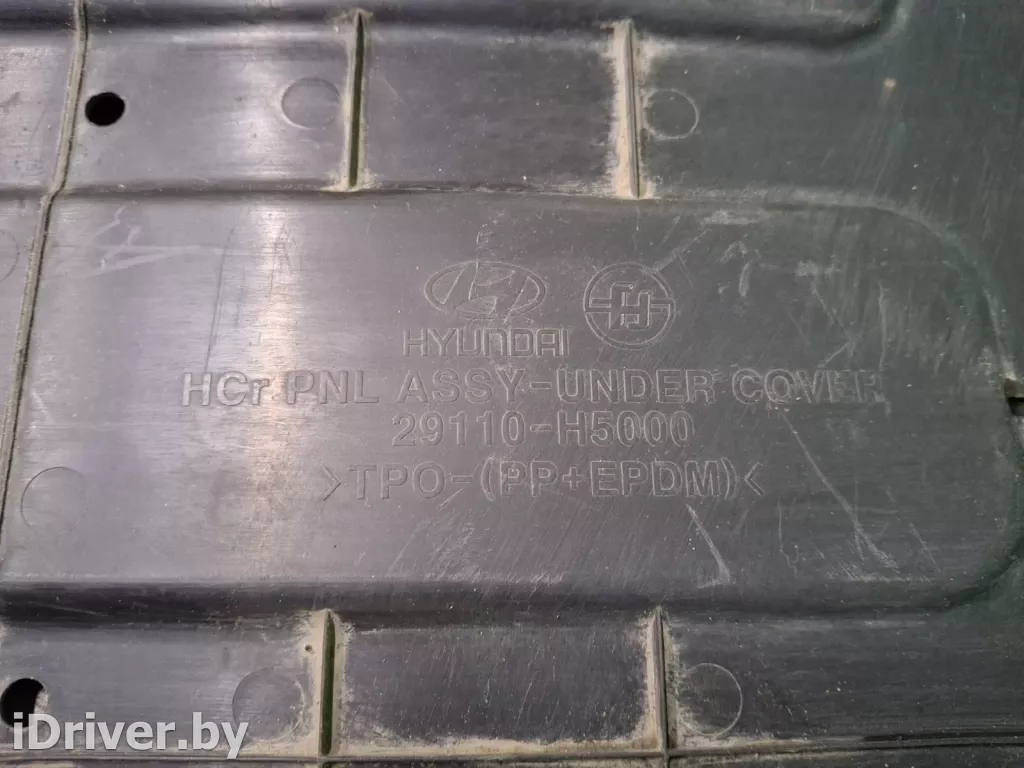 HYUNDAI
HCr PNL ASSY-UNDER COVER
29110-H5000
>TPO-(PP+EPDM)<
iDriver.by